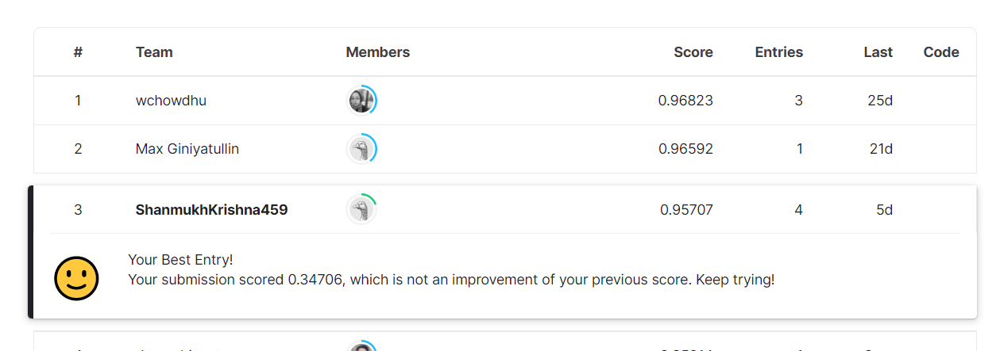 # Team Members Score Entries Last Code
1 wchowdhu 0.96823 3 25d
2 Max Giniyatullin 0.96592 1 21d
3 ShanmukhKrishna459 0.95707 4 5d
Your Best Entry!
Your submission scored 0.34706, which is not an improvement of your previous score. Keep trying!